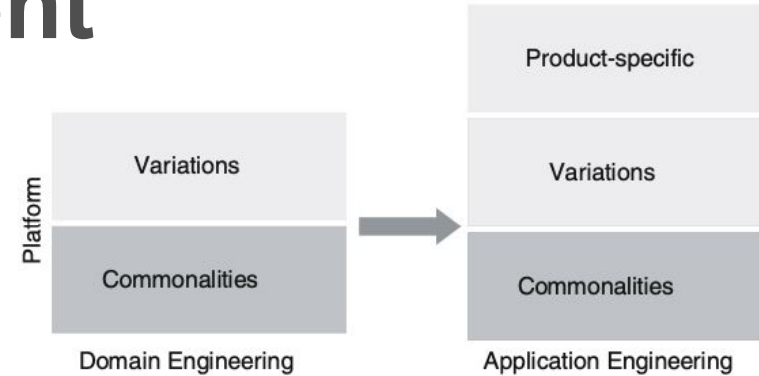 Platform
Variations
Commonalities
Domain Engineering
Product-specific
Variations
Commonalities
Application Engineering